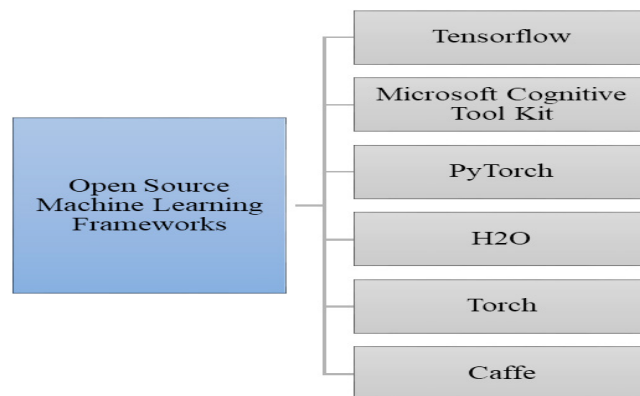 Open Source
Machine Learning
Frameworks
Tensorflow
Microsoft Cognitive
Tool Kit
PyTorch
H2O
Torch
Caffe